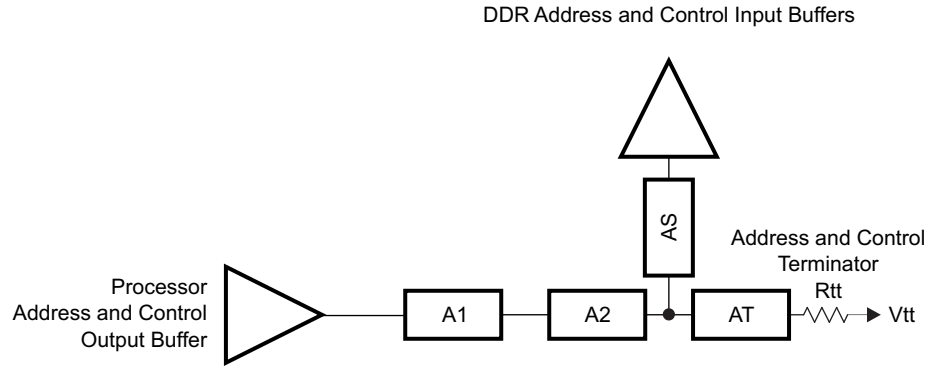 DDR Address and Control Input Buffers
AS
Address and Control
Terminator
Rtt
Processor
Address and Control
Output Buffer
A1
A2
AT
Vtt